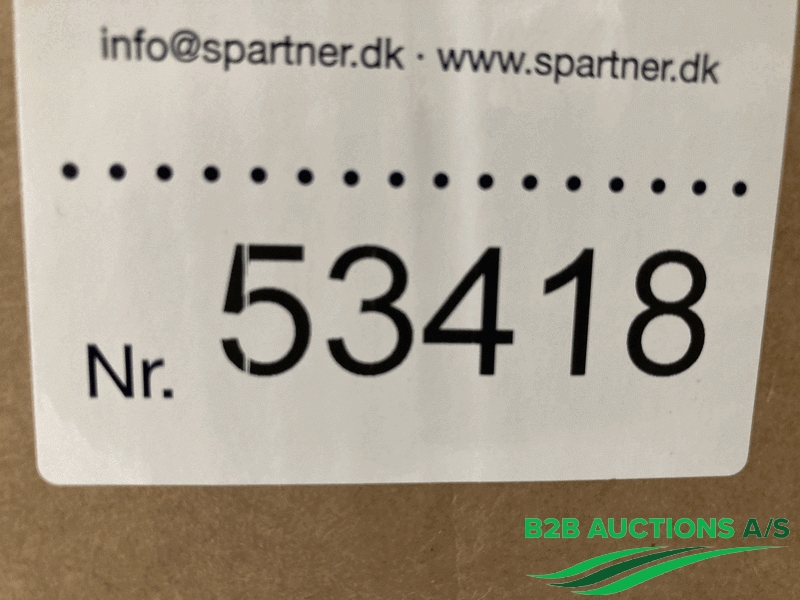 info@spartner.dk · www.spartner.dk
Nr. 53418
B2B AUCTIONS A/S